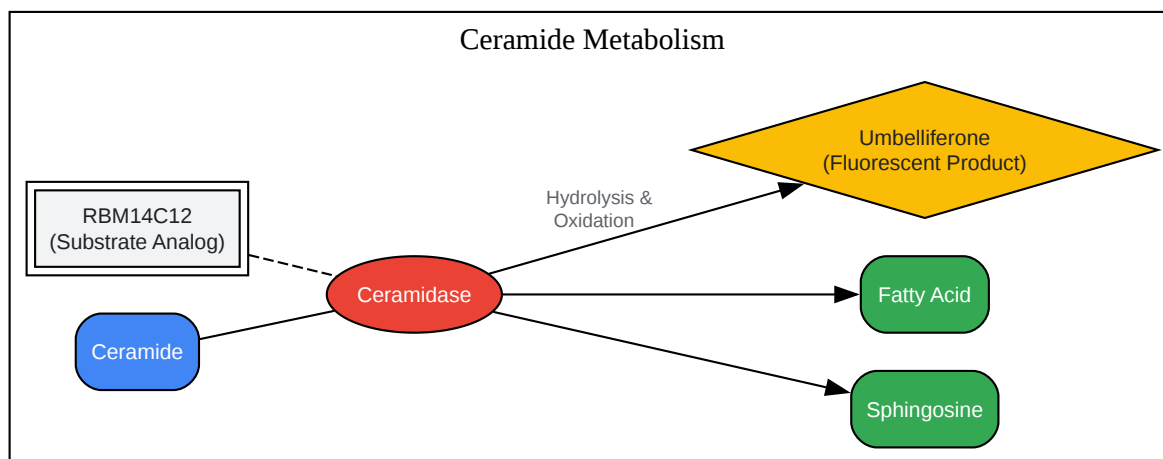 Ceramide Metabolism
Umbelliferone
(Fluorescent Product)
Hydrolysis &
Oxidation
RBM14C12
(Substrate Analog)
Ceramidase
Fatty Acid
Ceramide
Sphingosine